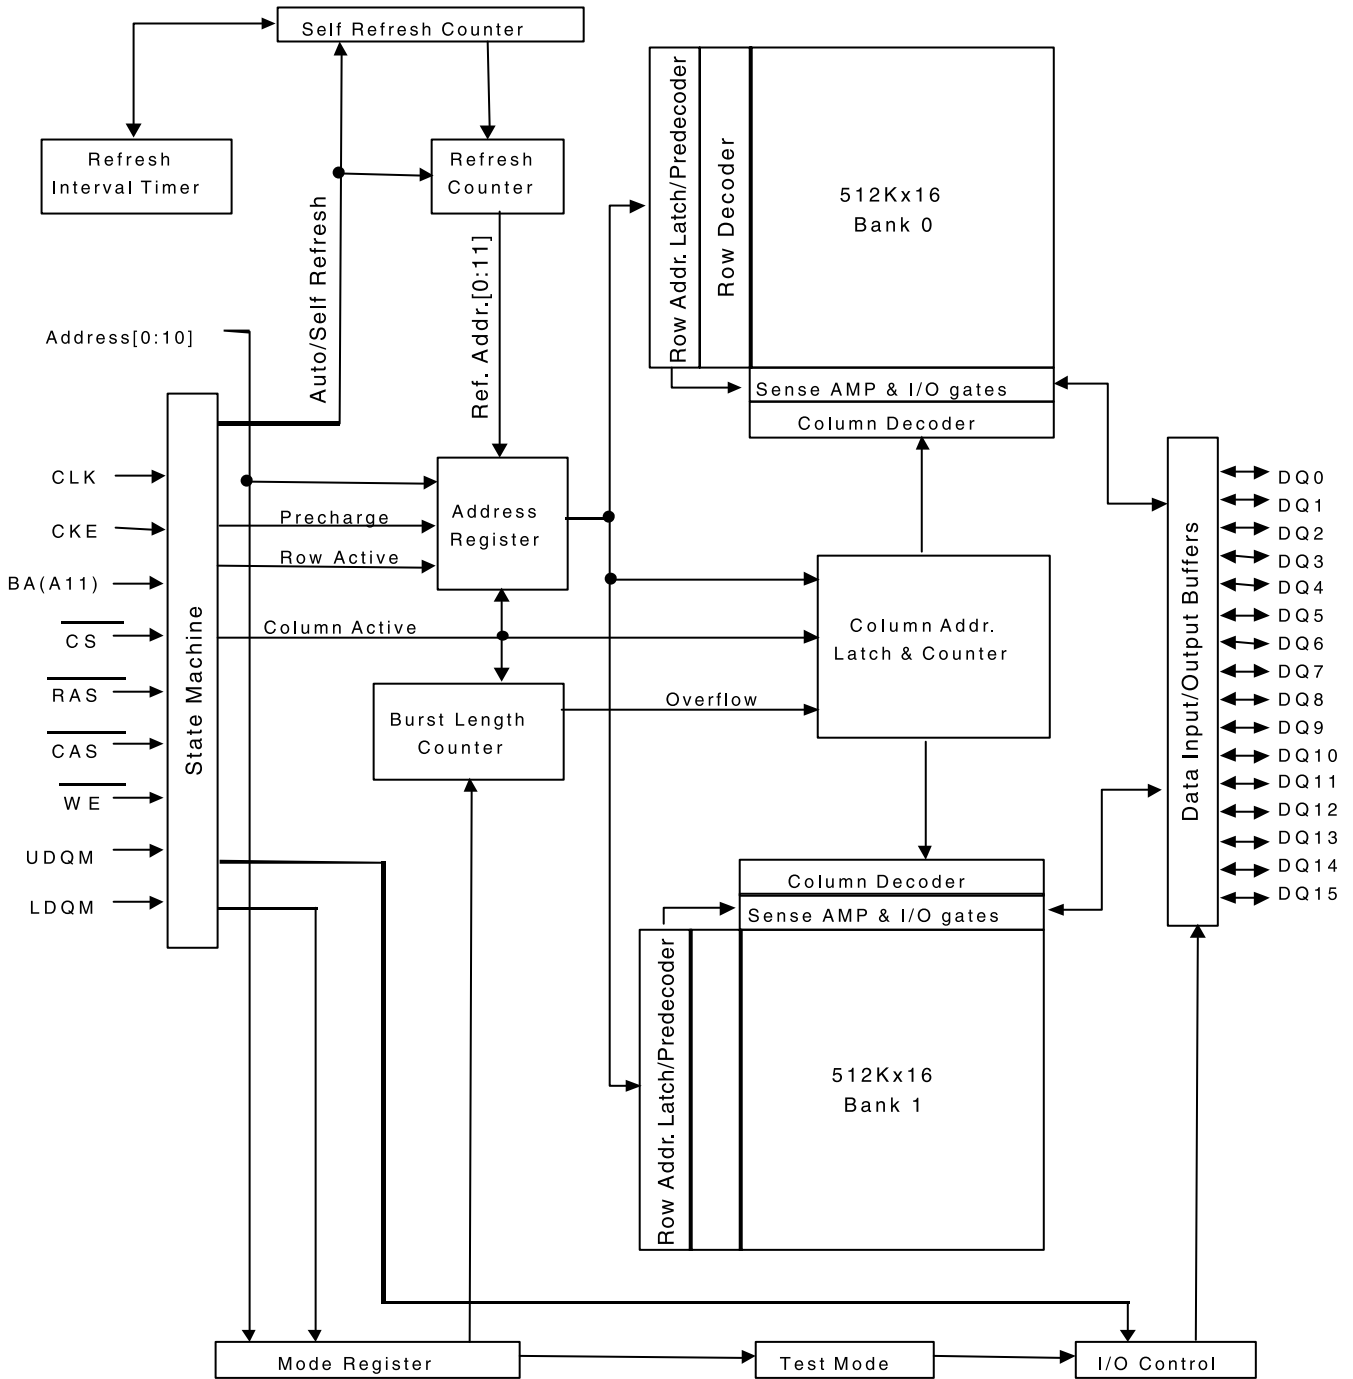 Self Refresh Counter
Refresh
Interval Timer
Refresh
Counter
Auto/Self Refresh
Ref. Addr.[0:11]
Row Addr. Latch/Predecoder
Row Decoder
512Kx16
Bank 0
Sense AMP & I/O gates
Column Decoder
Address[0:10]
CLK
CKE
BA(A11)
CS
RAS
CAS
WE
UDQM
LDQM
State Machine
Precharge
Row Active
Column Active
Address
Register
Burst Length
Counter
Overflow
Column Addr.
Latch & Counter
Data Input/Output Buffers
DQ0
DQ1
DQ2
DQ3
DQ4
DQ5
DQ6
DQ7
DQ8
DQ9
DQ10
DQ11
DQ12
DQ13
DQ14
DQ15
Column Decoder
Sense AMP & I/O gates
Row Addr. Latch/Predecoder
512Kx16
Bank 1
Mode Register
Test Mode
I/O Control